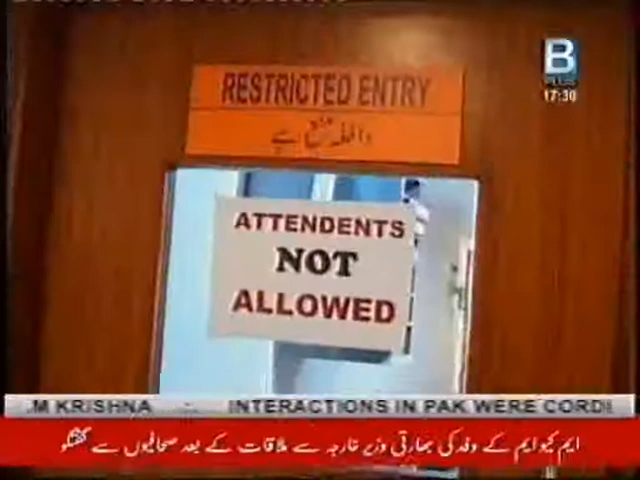 B
PLUS
17:30
RESTRICTED ENTRY
داخلہ منع ہے
ATTENDENTS
NOT
ALLOWED
.M KRISHNA INTERACTIONS IN PAK WERE CORDI
ایم کیو ایم کے وفد کی بھارتی وزیر خارجہ سے ملاقات کے بعد صحافیوں سے گفتگو